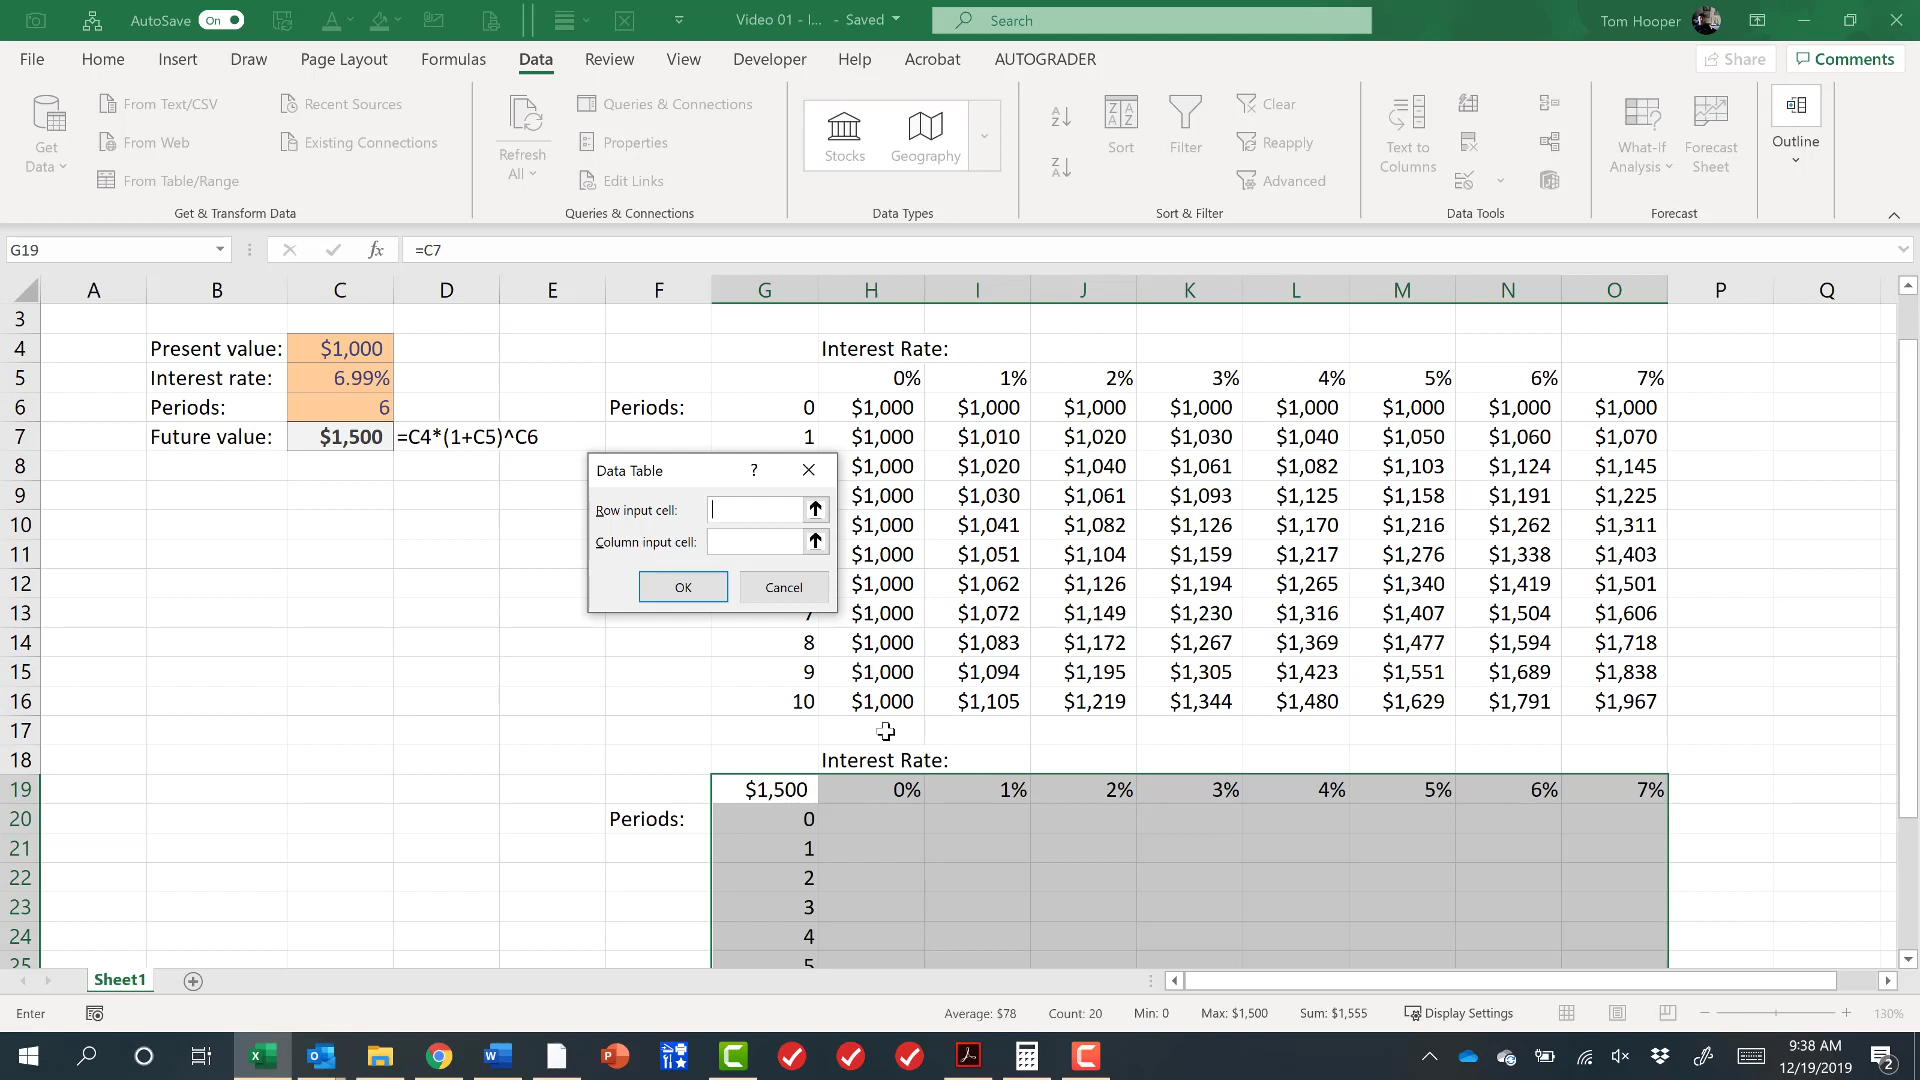 AutoSave On Video 01 - I... - Saved Search Tom Hooper
File Home Insert Draw Page Layout Formulas Data Review View Developer Help Acrobat AUTOGRADER Share Comments
Get Data
From Text/CSV
From Web
From Table/Range
Recent Sources
Existing Connections
Get & Transform Data
Refresh All
Queries & Connections
Properties
Edit Links
Queries & Connections
Stocks Geography
Data Types
Sort
Filter
Clear
Reapply
Advanced
Sort & Filter
Text to Columns
Data Tools
What-If Analysis
Forecast Sheet
Forecast
Outline
G19 fx =C7
A B C D E F G H I J K L M N O P Q
3
4 Present value: $1,000 Interest Rate:
5 Interest rate: 6.99% 0% 1% 2% 3% 4% 5% 6% 7%
6 Periods: 6 Periods: 0 $1,000 $1,000 $1,000 $1,000 $1,000 $1,000 $1,000 $1,000
7 Future value: $1,500 =C4*(1+C5)^C6 1 $1,000 $1,010 $1,020 $1,030 $1,040 $1,050 $1,060 $1,070
8 $1,000 $1,020 $1,040 $1,061 $1,082 $1,103 $1,124 $1,145
9 $1,000 $1,030 $1,061 $1,093 $1,125 $1,158 $1,191 $1,225
10 $1,000 $1,041 $1,082 $1,126 $1,170 $1,216 $1,262 $1,311
11 $1,000 $1,051 $1,104 $1,159 $1,217 $1,276 $1,338 $1,403
12 $1,000 $1,062 $1,126 $1,194 $1,265 $1,340 $1,419 $1,501
13 7 $1,000 $1,072 $1,149 $1,230 $1,316 $1,407 $1,504 $1,606
14 8 $1,000 $1,083 $1,172 $1,267 $1,369 $1,477 $1,594 $1,718
15 9 $1,000 $1,094 $1,195 $1,305 $1,423 $1,551 $1,689 $1,838
16 10 $1,000 $1,105 $1,219 $1,344 $1,480 $1,629 $1,791 $1,967
17
18 Interest Rate:
19 $1,500 0% 1% 2% 3% 4% 5% 6% 7%
20 Periods: 0
21 1
22 2
23 3
24 4
25 5
Data Table ?
Row input cell:
Column input cell:
OK Cancel
Sheet1
Enter Average: $78 Count: 20 Min: 0 Max: $1,500 Sum: $1,555 Display Settings 130%
9:38 AM
12/19/2019
2